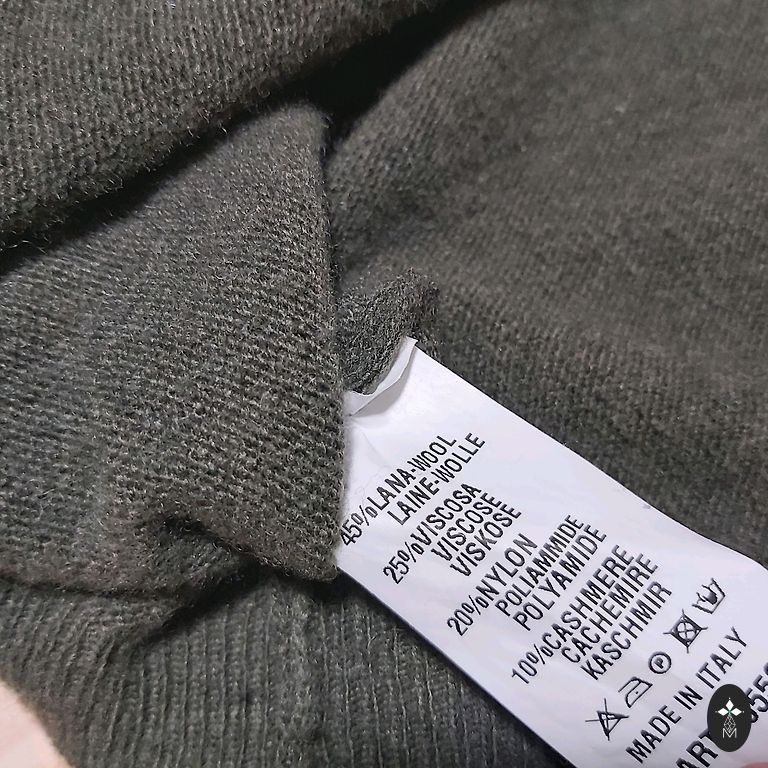 45%LANA-WOOL
LAINE-WOLLE
25%VISCOSA
VISCOSE
VISKOSE
20%NYLON
POLIAMMIDE
POLYAMIDE
10%CASHMERE
CACHEMIRE
KASCHMIR
P
MADE IN ITALY
M